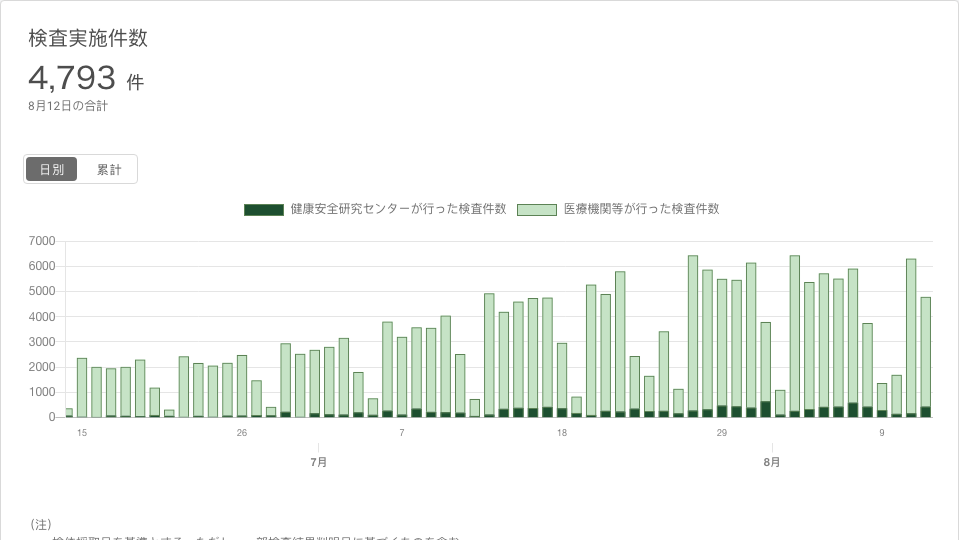 検査実施件数
4,793 件
8月12日の合計
日別 累計
健康安全研究センターが行った検査件数 医療機関等が行った検査件数
7000
6000
5000
4000
3000
2000
1000
0
15 26 7 18 29 9
7月 8月
(注)